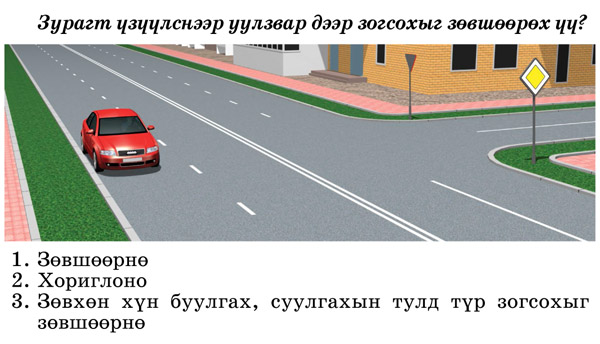 Зурагт үзүүлснээр уулзвар дээр зогсохыг зөвшөөрөх үү?
1. Зөвшөөрнө
2. Хориглоно
3. Зөвхөн хүн буулгах, суулгахын тулд түр зогсохыг
зөвшөөрнө